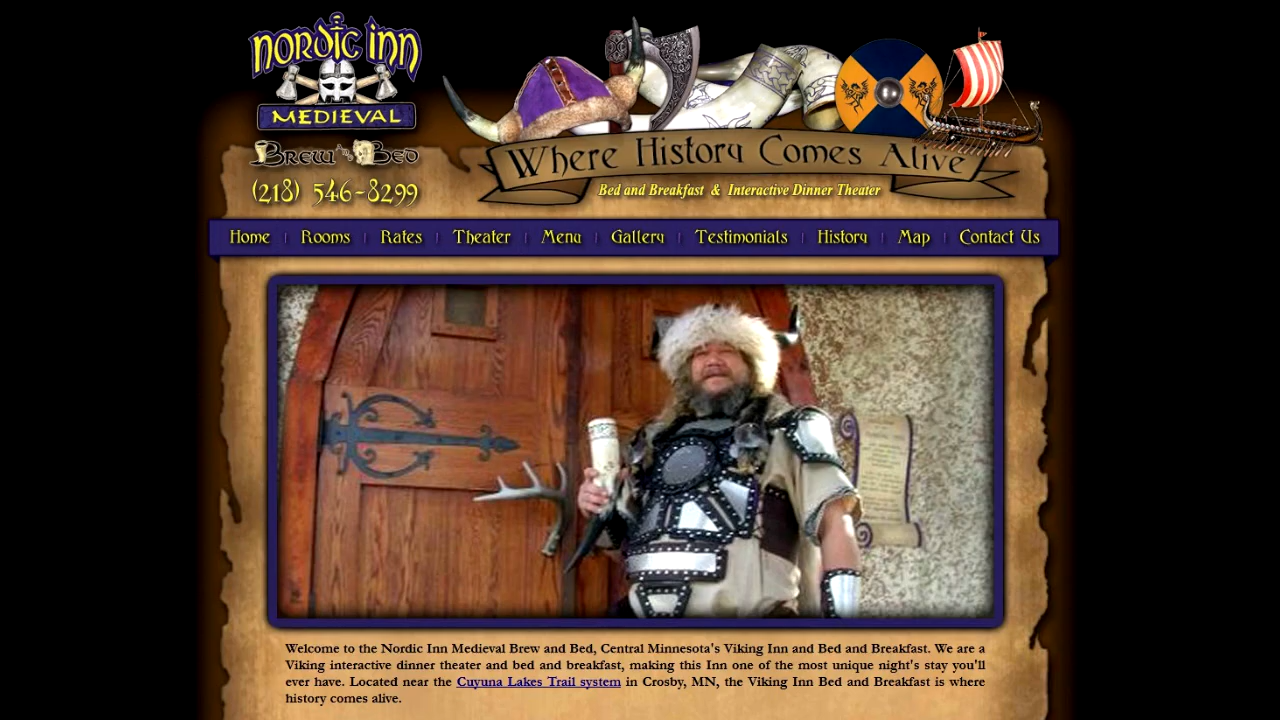 NORDIC INN
MEDIEVAL
Brew 'n Bed
(218) 546-8299
Where History Comes Alive
Bed and Breakfast & Interactive Dinner Theater
Home Rooms Rates Theater Menu Gallery Testimonials History Map Contact Us
Welcome to the Nordic Inn Medieval Brew and Bed, Central Minnesota's Viking Inn and Bed and Breakfast. We are a
Viking interactive dinner theater and bed and breakfast, making this Inn one of the most unique night's stay you'll
ever have. Located near the Cuyuna Lakes Trail system in Crosby, MN, the Viking Inn Bed and Breakfast is where
history comes alive.